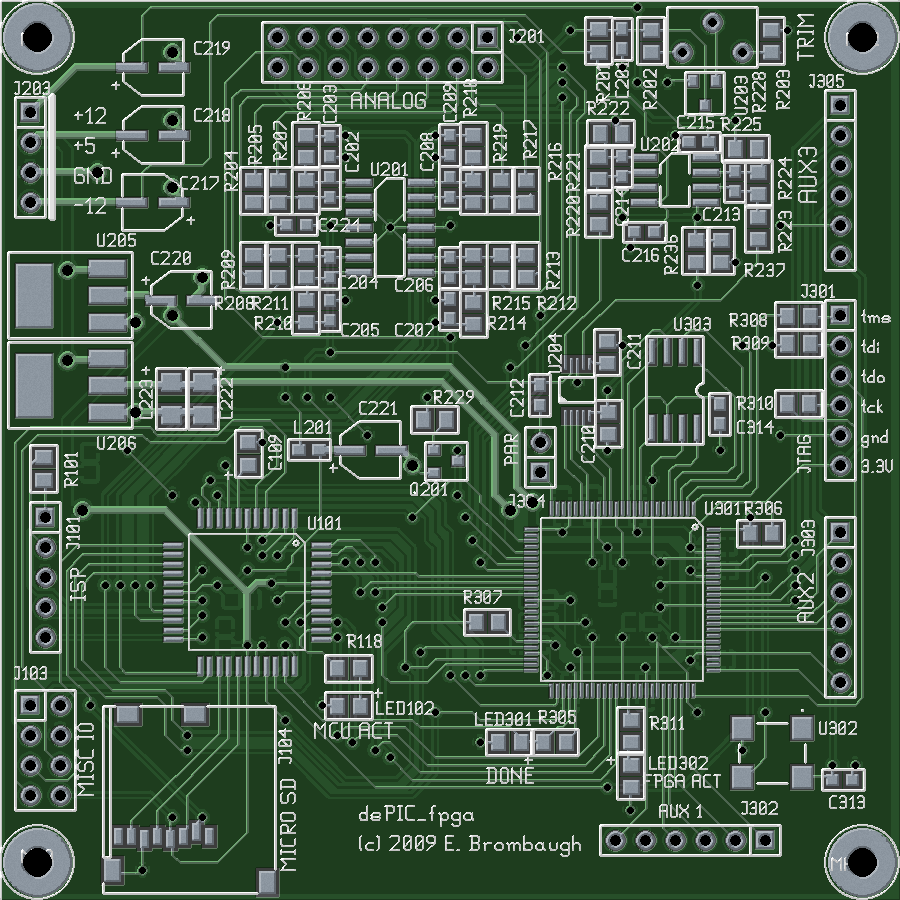 C219
J201
TRIM
J203
ANALOG
J305
+12
C218
+5
GND
C217
-12
U205
R204
R205
R207
R206
C203
C202
U201
C209
R210
C208
R219
R217
R216
R201
R202
U203
R228
R203
R222
C215
R225
U202
R221
R220
R224
AUX3
C213
R223
C216
R236
R237
C224
C220
R208
R209
R211
C204
C206
R213
C205
C207
R215
R212
R214
J301
R308
tms
R309
tdi
tdo
R310
tck
gnd
3.3V
JTAG
U303
C314
U204
C211
C212
C210
PAR
C223
C222
U206
C221
R229
L201
C109
Q201
R101
J101
ISP
U101
U301
R306
J303
AUX2
R307
J103
MISC IO
R118
LED102
MCU ACT
J104
MICRO SD
LED301
R305
DONE
R311
LED302
FPGA ACT
U302
J302
C313
AUX 1
dsPIC_fpga
(c) 2009 E. Brombaugh